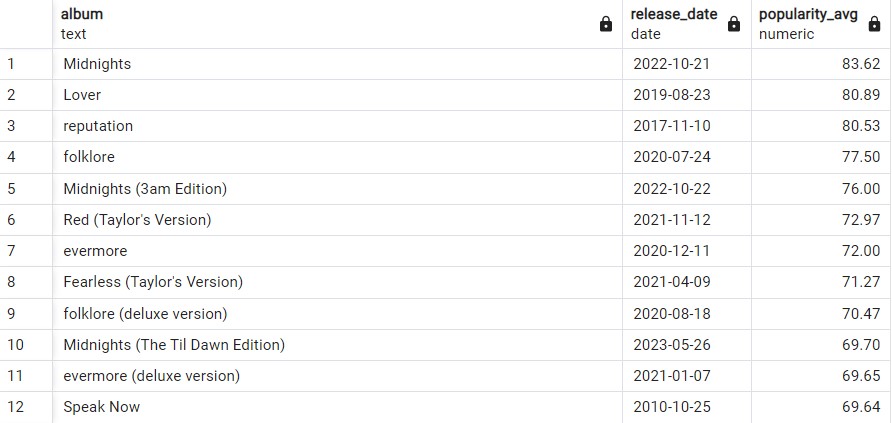 album release_date popularity_avg
text date numeric
1 Midnights 2022-10-21 83.62
2 Lover 2019-08-23 80.89
3 reputation 2017-11-10 80.53
4 folklore 2020-07-24 77.50
5 Midnights (3am Edition) 2022-10-22 76.00
6 Red (Taylor's Version) 2021-11-12 72.97
7 evermore 2020-12-11 72.00
8 Fearless (Taylor's Version) 2021-04-09 71.27
9 folklore (deluxe version) 2020-08-18 70.47
10 Midnights (The Til Dawn Edition) 2023-05-26 69.70
11 evermore (deluxe version) 2021-01-07 69.65
12 Speak Now 2010-10-25 69.64